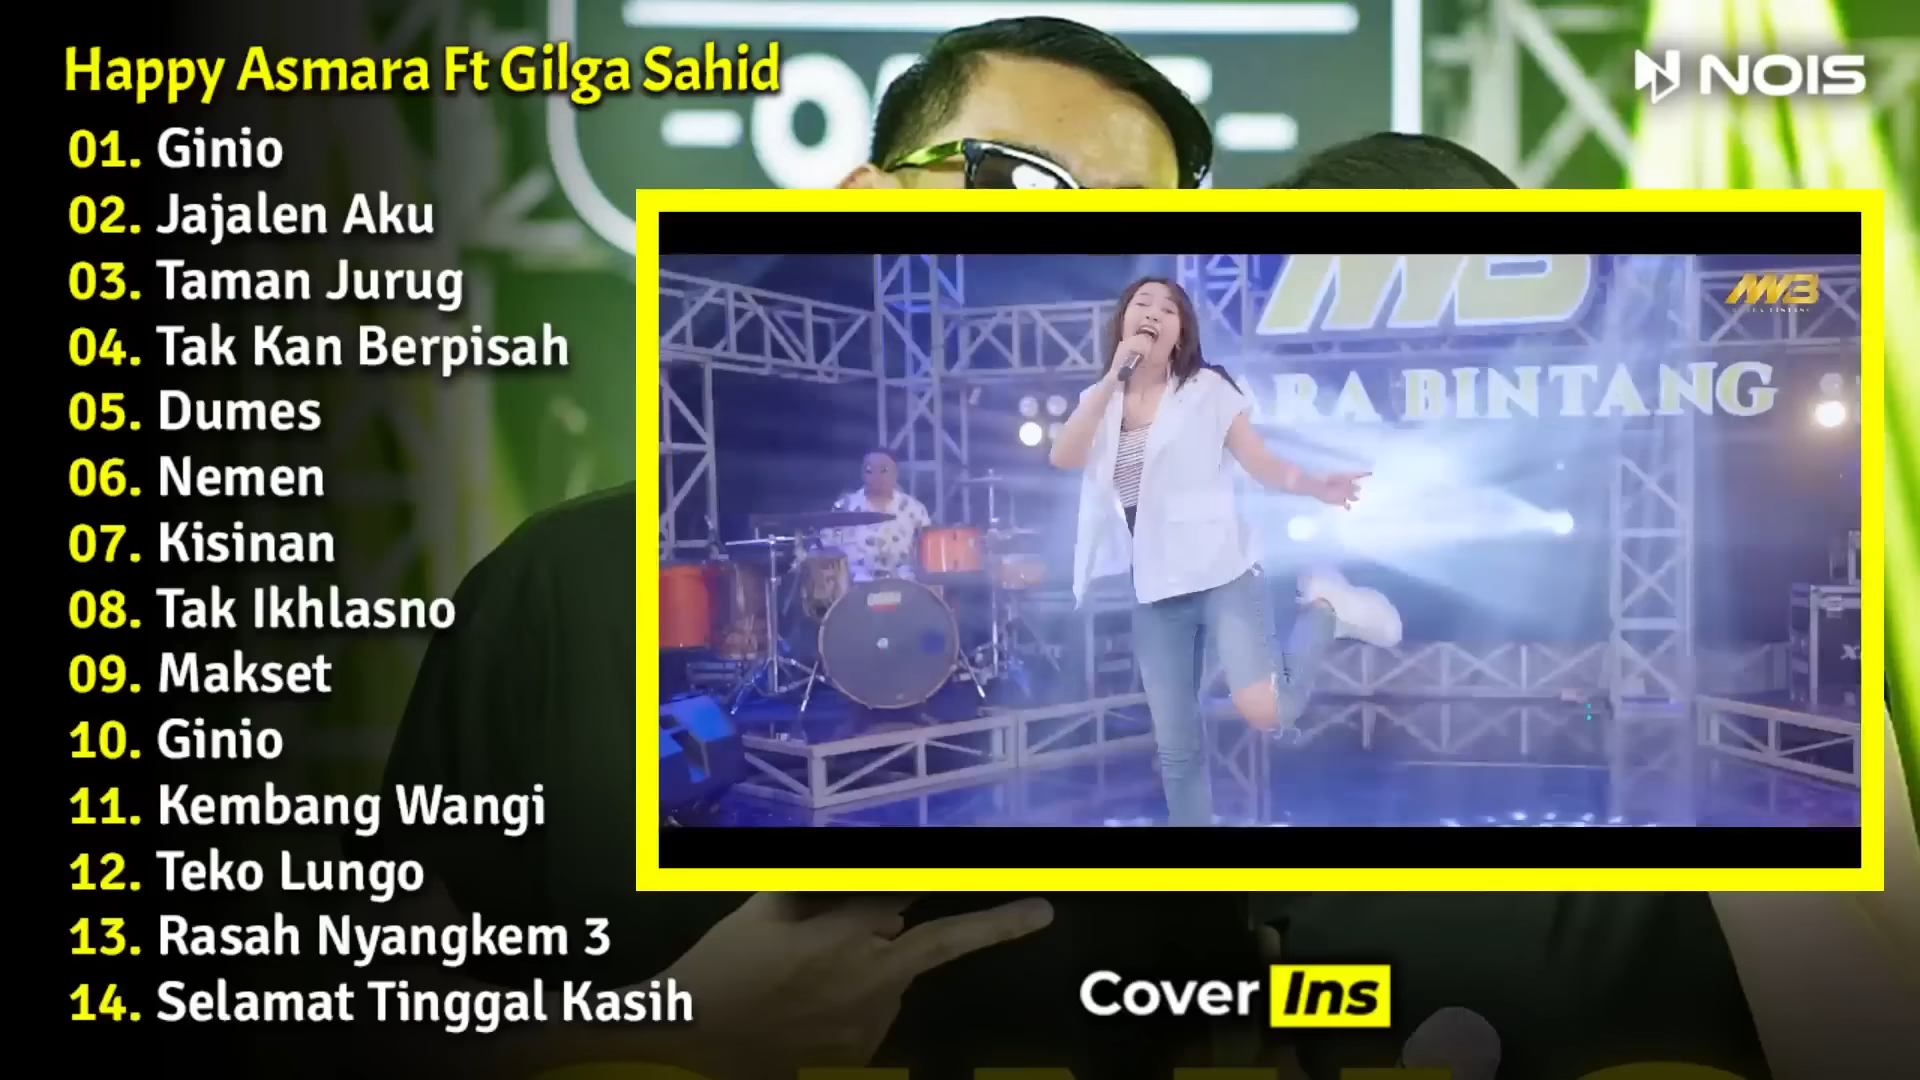 Happy Asmara Ft Gilga Sahid
NOIS
01. Ginio
02. Jajalen Aku
03. Taman Jurug
04. Tak Kan Berpisah
05. Dumes
06. Nemen
07. Kisinan
08. Tak Ikhlasno
09. Makset
10. Ginio
11. Kembang Wangi
12. Teko Lungo
13. Rasah Nyangkem 3
14. Selamat Tinggal Kasih
MB
ARA BINTANG
Cover Ins